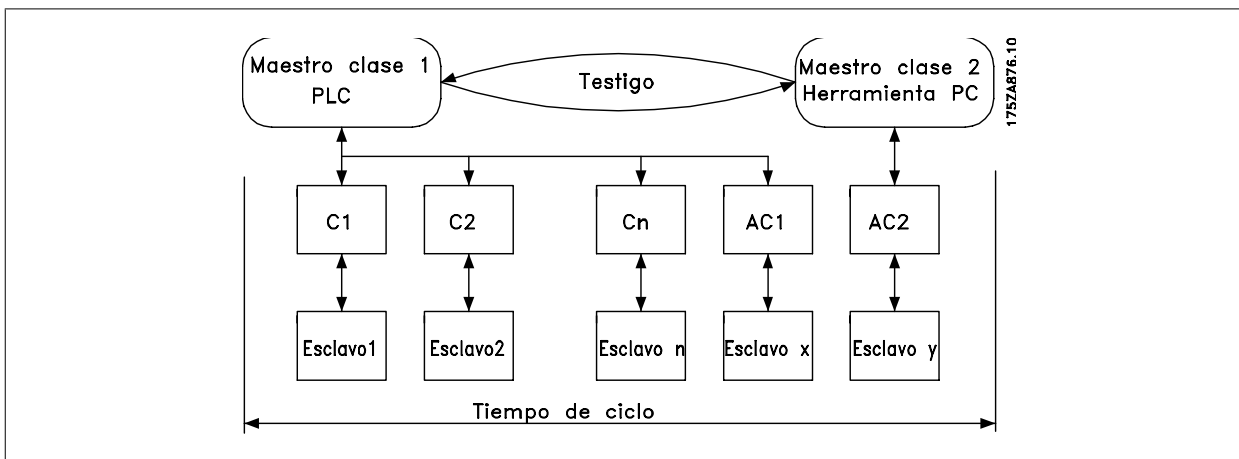 Maestro clase 1
PLC
Testigo
Maestro clase 2
Herramienta PC
175ZA876.10
C1
C2
Cn
AC1
AC2
Esclavo1
Esclavo2
Esclavo n
Esclavo x
Esclavo y
Tiempo de ciclo